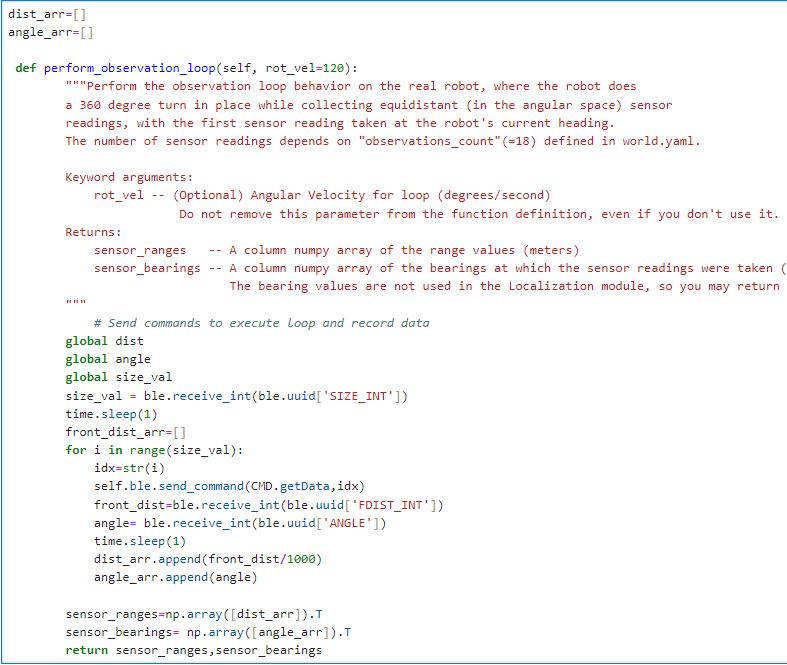 dist_arr=[]
angle_arr=[]
def perform_observation_loop(self, rot_vel=120):
"""Perform the observation loop behavior on the real robot, where the robot does
a 360 degree turn in place while collecting equidistant (in the angular space) sensor
readings, with the first sensor reading taken at the robot's current heading.
The number of sensor readings depends on "observations_count"(=18) defined in world.yaml.
Keyword arguments:
rot_vel -- (Optional) Angular Velocity for loop (degrees/second)
Do not remove this parameter from the function definition, even if you don't use it.
Returns:
sensor_ranges   -- A column numpy array of the range values (meters)
sensor_bearings -- A column numpy array of the bearings at which the sensor readings were taken (
The bearing values are not used in the Localization module, so you may return
"""
# Send commands to execute loop and record data
global dist
global angle
global size_val
size_val = ble.receive_int(ble.uuid['SIZE_INT'])
time.sleep(1)
front_dist_arr=[]
for i in range(size_val):
idx=str(i)
self.ble.send_command(CMD.getData,idx)
front_dist=ble.receive_int(ble.uuid['FDIST_INT'])
angle= ble.receive_int(ble.uuid['ANGLE'])
time.sleep(1)
dist_arr.append(front_dist/1000)
angle_arr.append(angle)
sensor_ranges=np.array([dist_arr]).T
sensor_bearings= np.array([angle_arr]).T
return sensor_ranges,sensor_bearings